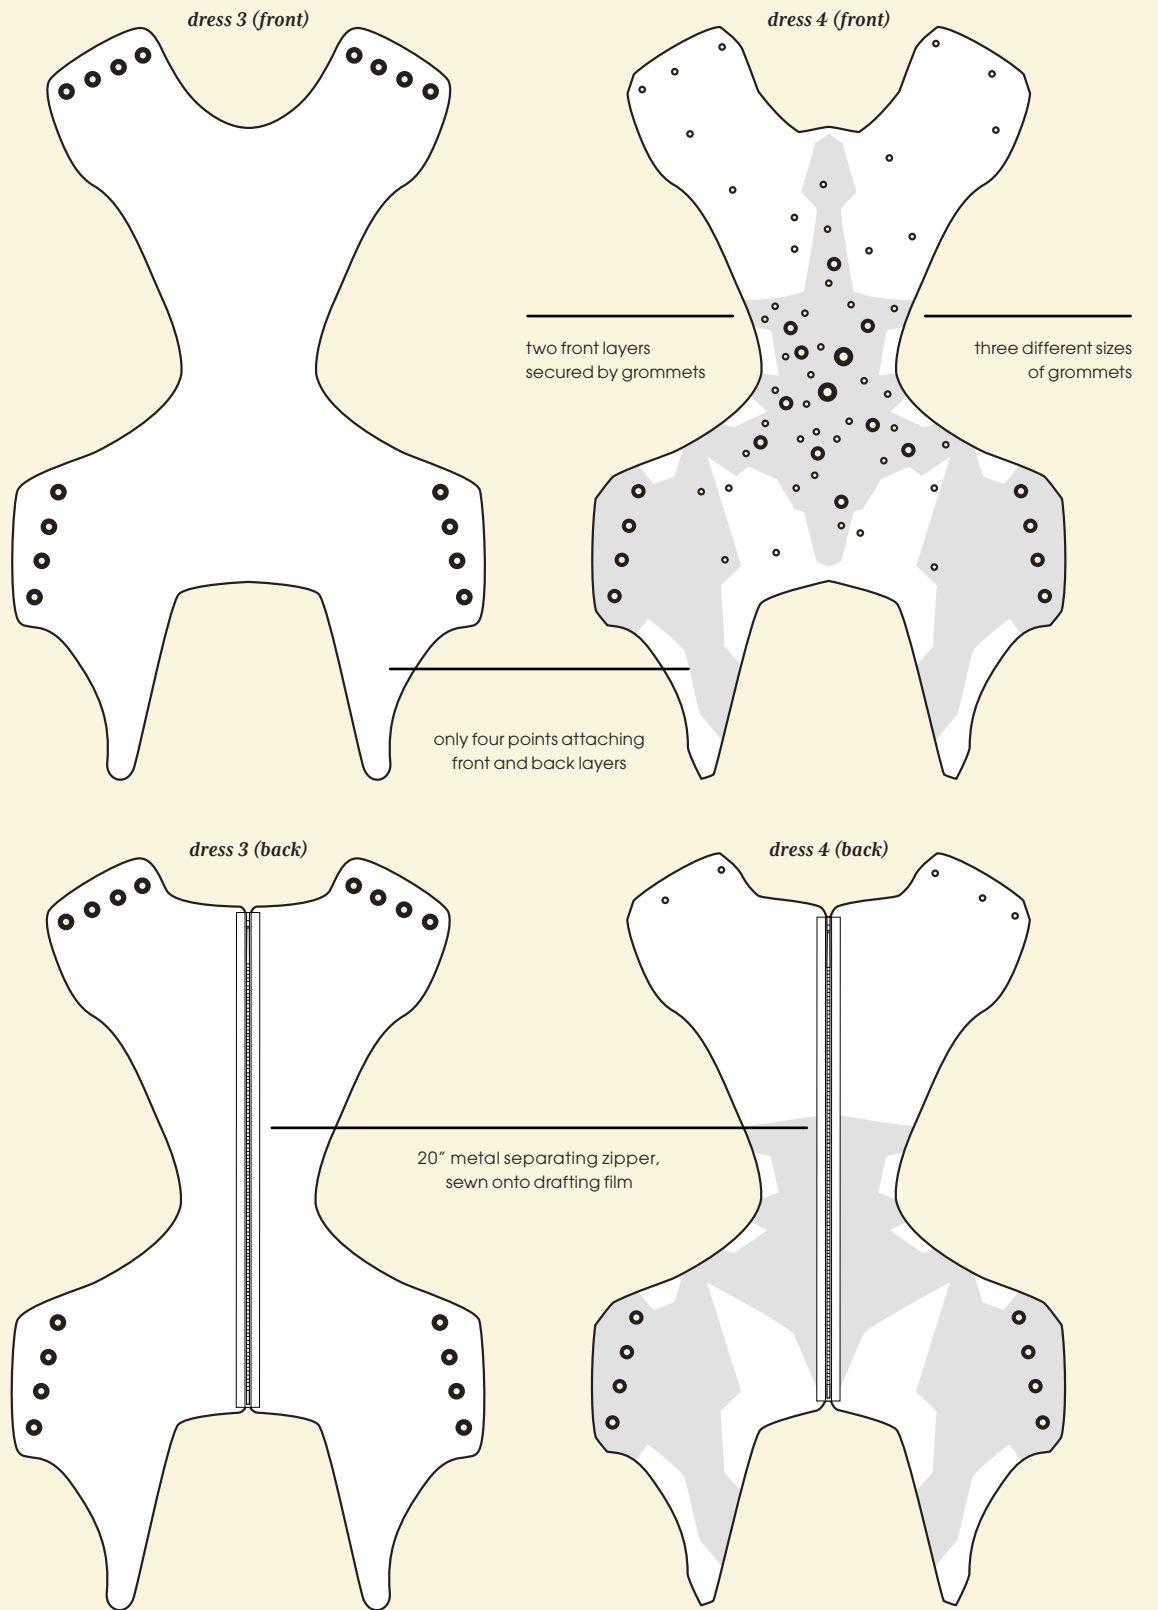 dress 3 (front)
dress 4 (front)
two front layers
secured by grommets
three different sizes
of grommets
only four points attaching
front and back layers
dress 3 (back)
dress 4 (back)
20” metal separating zipper,
sewn onto drafting film